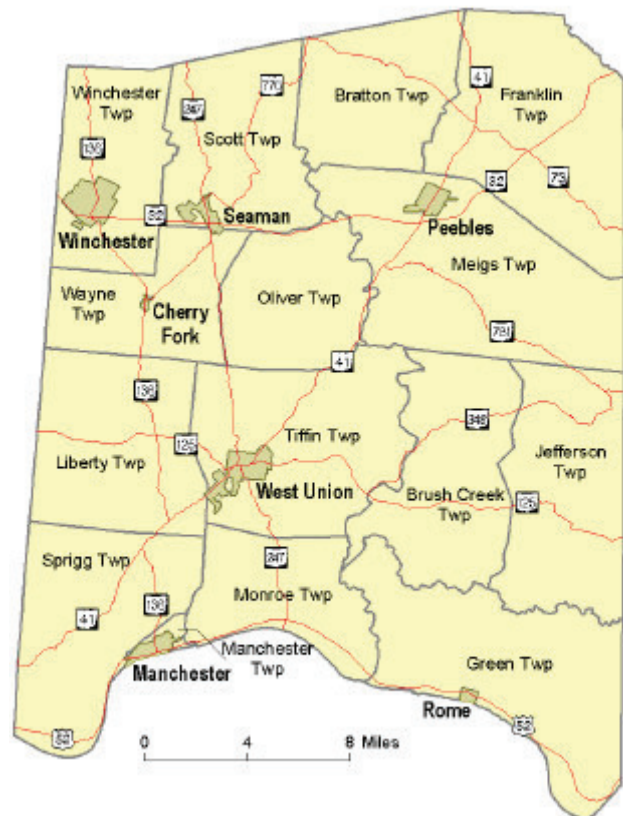 Winchester
Twp
Scott Twp
Bratton Twp
Franklin
Twp
41
770
247
136
32
Winchester
Seaman
Peebles
32
73
Meigs Twp
Wayne
Twp
Cherry
Fork
Oliver Twp
781
41
136
125
Liberty Twp
Tiffin Twp
348
Jefferson
Twp
West Union
Brush Creek
Twp
125
Sprigg Twp
247
Monroe Twp
41
136
Manchester
Manchester
Twp
Green Twp
Rome
52
52
0 4 8 Miles